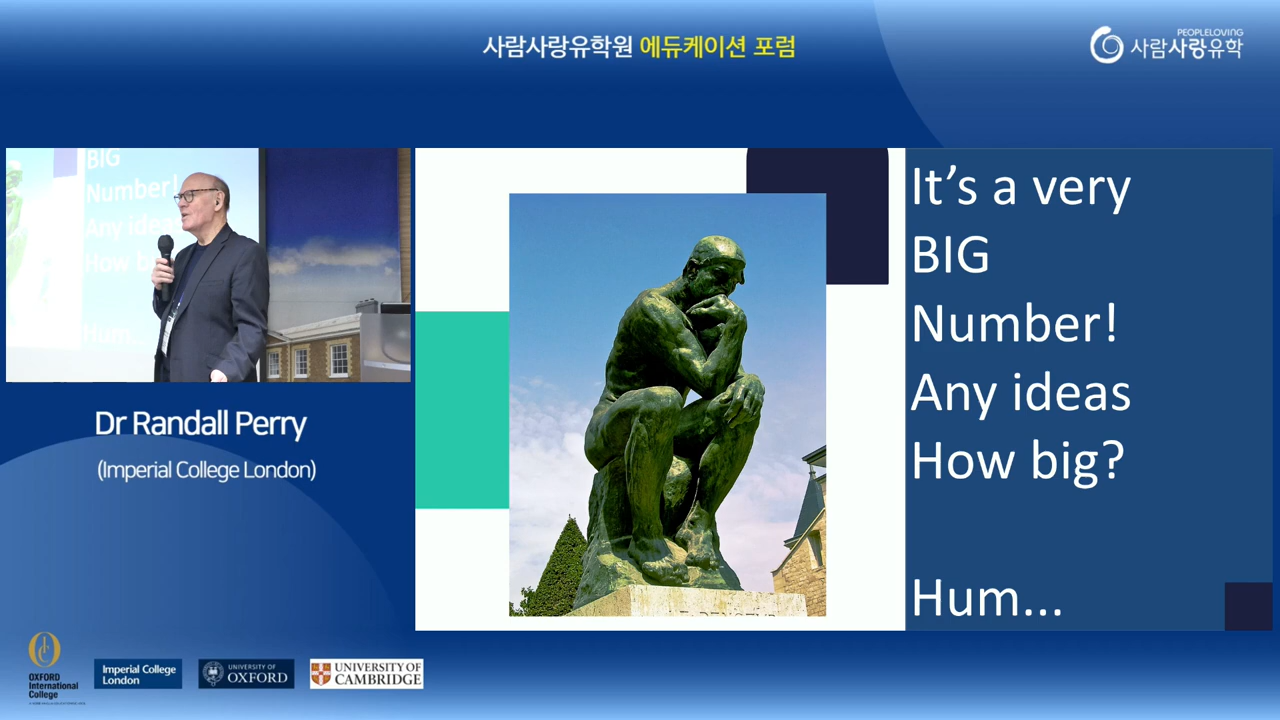 사람사랑유학원 에듀케이션 포럼
PEOPLELOVING
사람사랑유학
BIG
Number!
Any idea
How b
Hum
Dr Randall Perry
(Imperial College London)
It's a very
BIG
Number!
Any ideas
How big?
Hum...
OXFORD
International
College
Imperial College
London
UNIVERSITY OF
OXFORD
UNIVERSITY OF
CAMBRIDGE